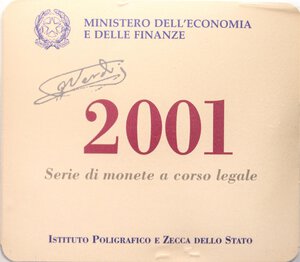 MINISTERO DELL'ECONOMIA
E DELLE FINANZE
GVerdi
2001
Serie di monete a corso legale
ISTITUTO POLIGRAFICO E ZECCA DELLO STATO